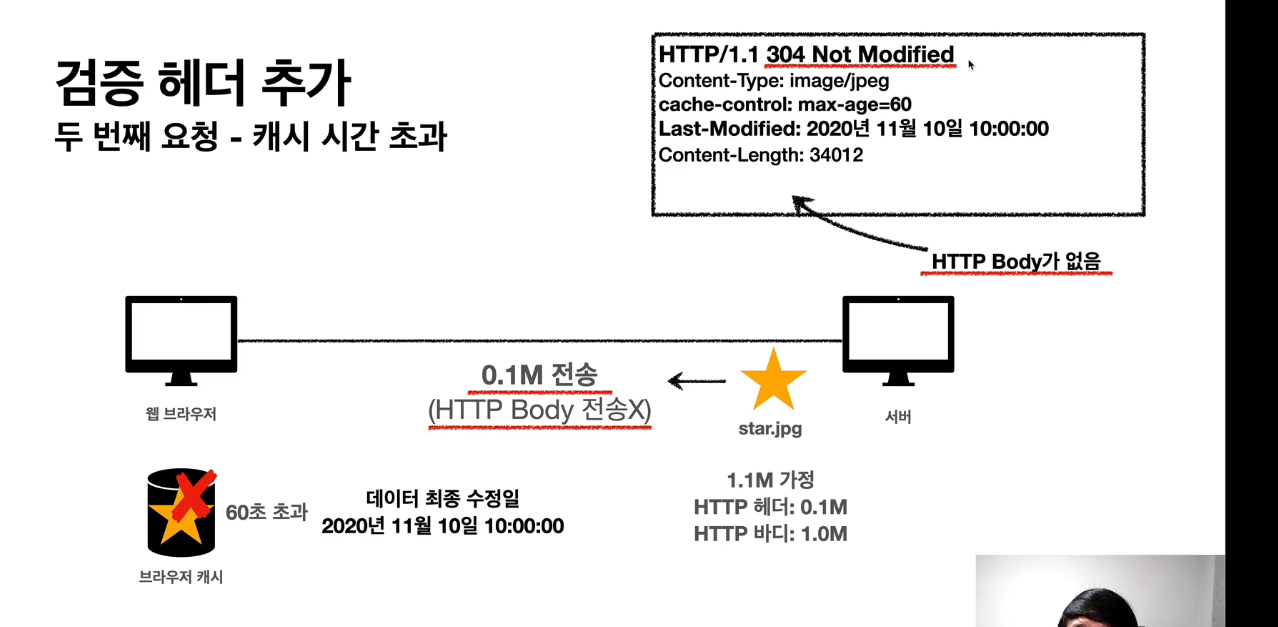 검증 헤더 추가
두 번째 요청 - 캐시 시간 초과
HTTP/1.1 304 Not Modified
Content-Type: image/jpeg
cache-control: max-age=60
Last-Modified: 2020년 11월 10일 10:00:00
Content-Length: 34012
HTTP Body가 없음
0.1M 전송
(HTTP Body 전송X)
웹 브라우저
star.jpg
서버
1.1M 가정
HTTP 헤더: 0.1M
HTTP 바디: 1.0M
60초 초과
데이터 최종 수정일
2020년 11월 10일 10:00:00
브라우저 캐시